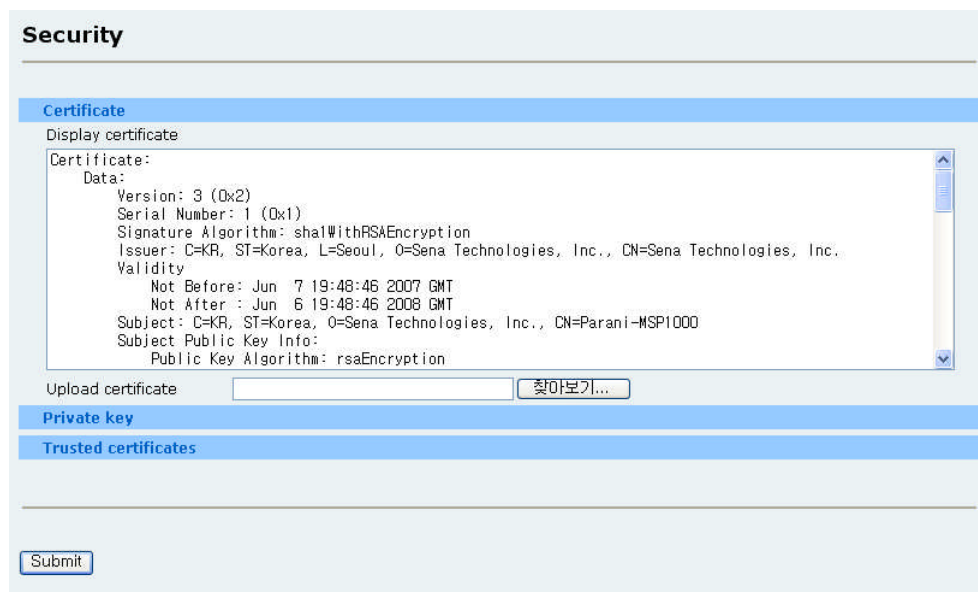 Security
Certificate
Display certificate
Certificate:
Data:
Version: 3 (0x2)
Serial Number: 1 (0x1)
Signature Algorithm: sha1WithRSAEncryption
Issuer: C=KR, ST=Korea, L=Seoul, O=Sena Technologies, Inc., CN=Sena Technologies, Inc.
Validity
Not Before: Jun  7 19:48:46 2007 GMT
Not After : Jun  6 19:48:46 2008 GMT
Subject: C=KR, ST=Korea, O=Sena Technologies, Inc., CN=Parani-MSP1000
Subject Public Key Info:
Public Key Algorithm: rsaEncryption
Upload certificate 찾아보기...
Private key
Trusted certificates
Submit